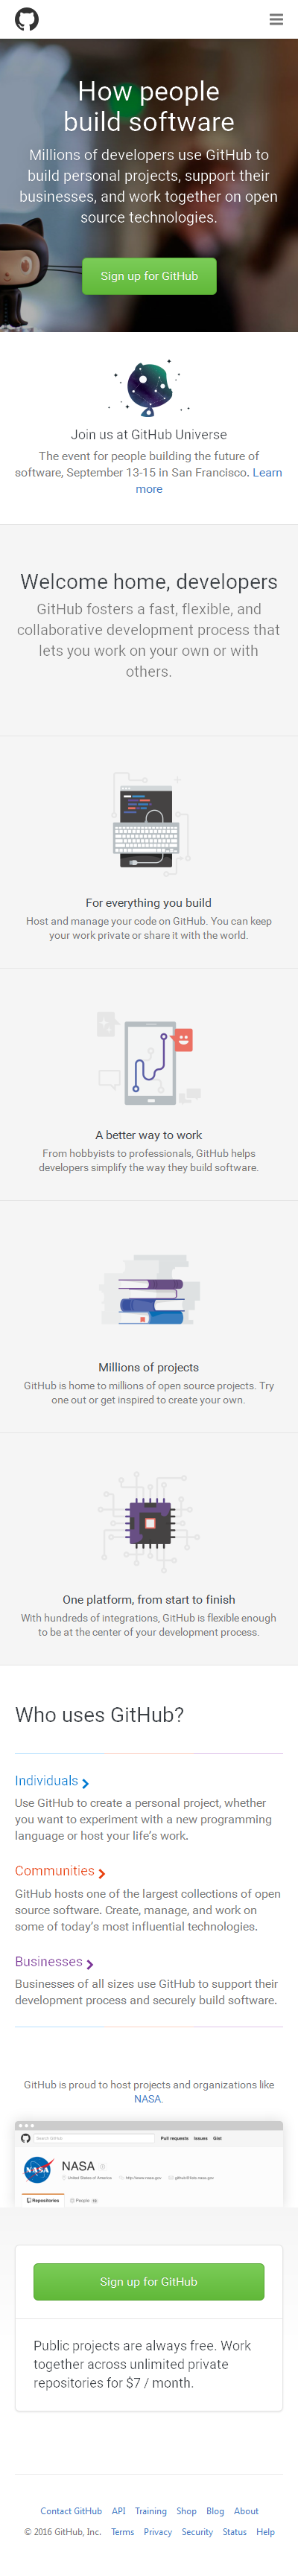 How people
build software
Millions of developers use GitHub to
build personal projects, support their
businesses, and work together on open
source technologies.
Sign up for GitHub
Join us at GitHub Universe
The event for people building the future of
software, September 13-15 in San Francisco. Learn
more
Welcome home, developers
GitHub fosters a fast, flexible, and
collaborative development process that
lets you work on your own or with
others.
For everything you build
Host and manage your code on GitHub. You can keep
your work private or share it with the world.
A better way to work
From hobbyists to professionals, GitHub helps
developers simplify the way they build software.
Millions of projects
GitHub is home to millions of open source projects. Try
one out or get inspired to create your own.
One platform, from start to finish
With hundreds of integrations, GitHub is flexible enough
to be at the center of your development process.
Who uses GitHub?
Individuals
Use GitHub to create a personal project, whether
you want to experiment with a new programming
language or host your life’s work.
Communities
GitHub hosts one of the largest collections of open
source software. Create, manage, and work on
some of today’s most influential technologies.
Businesses
Businesses of all sizes use GitHub to support their
development process and securely build software.
GitHub is proud to host projects and organizations like
NASA.
Search GitHub Pull requests Issues Gist
NASA
NASA
United States of America http://www.nasa.gov
Repositories People
Sign up for GitHub
Public projects are always free. Work
together across unlimited private
repositories for $7 / month.
Contact GitHub API Training Shop Blog About
© 2016 GitHub, Inc. Terms Privacy Security Status Help